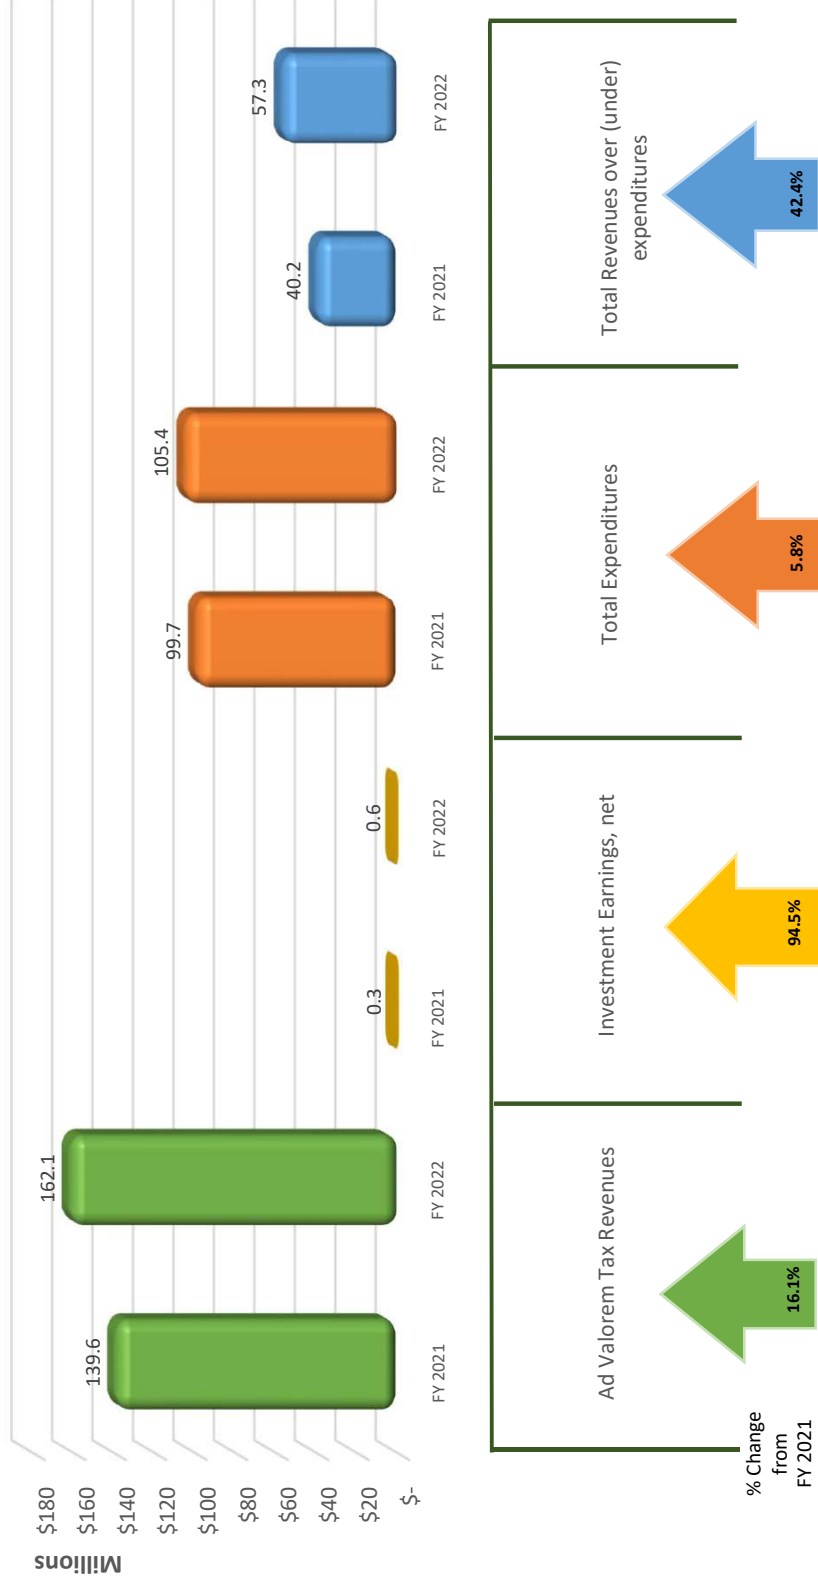 Millions
$180
$160
$140
$120
$100
$80
$60
$40
$20
$-
139.6
162.1
0.3
0.6
99.7
105.4
40.2
57.3
FY 2021
FY 2022
FY 2021
FY 2022
FY 2021
FY 2022
FY 2021
FY 2022
Ad Valorem Tax Revenues
Investment Earnings, net
Total Expenditures
Total Revenues over (under)
expenditures
% Change
from
FY 2021
16.1%
94.5%
5.8%
42.4%